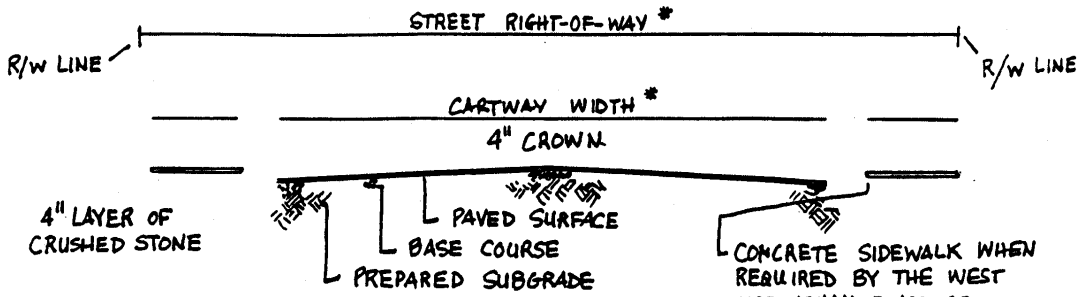 STREET RIGHT-OF-WAY *
R/W LINE
R/W LINE
CARTWAY WIDTH *
4" CROWN
4" LAYER OF
CRUSHED STONE
PAVED SURFACE
BASE COURSE
PREPARED SUBGRADE
CONCRETE SIDEWALK WHEN
REQUIRED BY THE WEST